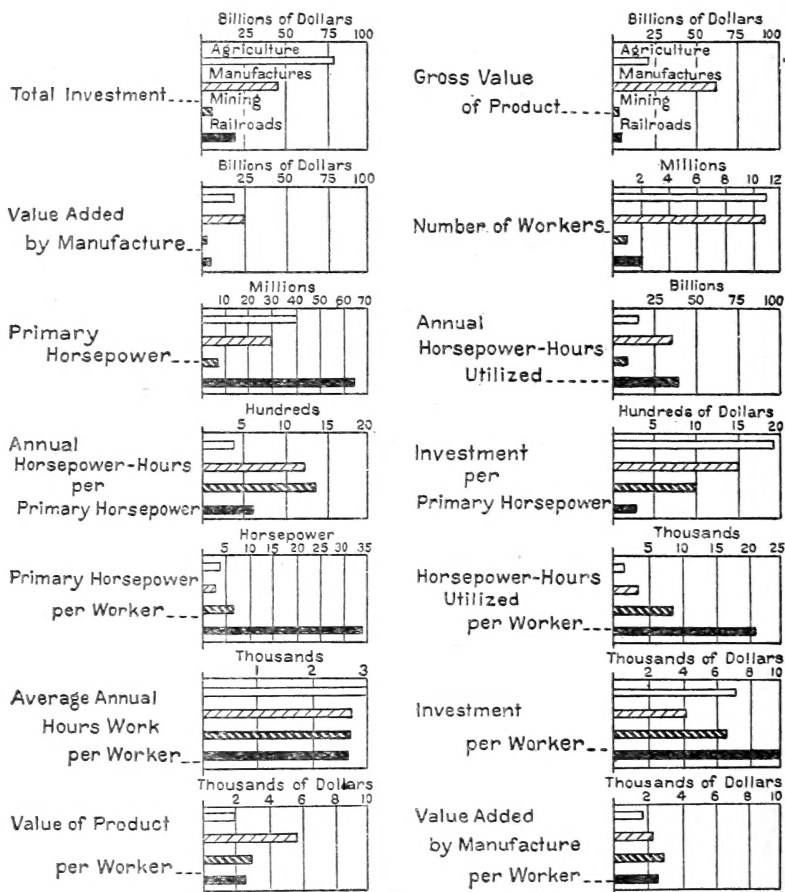 Billions of Dollars
25 50 75 100
Total Investment
Agriculture
Manufactures
Mining
Railroads
Billions of Dollars
25 50 75 100
Gross Value
of Product
Agriculture
Manufactures
Mining
Railroads
Billions of Dollars
25 50 75 100
Value Added
by Manufacture
Millions
2 4 6 8 10 12
Number of Workers
Millions
10 20 30 40 50 60 70
Primary
Horsepower
Billions
25 50 75 100
Annual
Horsepower-Hours
Utilized
Hundreds
5 10 15 20
Annual
Horsepower-Hours
per
Primary Horsepower
Hundreds of Dollars
5 10 15 20
Investment
per
Primary Horsepower
Horsepower
5 10 15 20 25 30 35
Primary Horsepower
per Worker
Thousands
5 10 15 20 25
Horsepower-Hours
Utilized
per Worker
Thousands
1 2 3
Average Annual
Hours Work
per Worker
Thousands of Dollars
2 4 6 8 10
Investment
per Worker
Thousands of Dollars
2 4 6 8 10
Value of Product
per Worker
Thousands of Dollars
2 4 6 8 10
Value Added
by Manufacture
per Worker